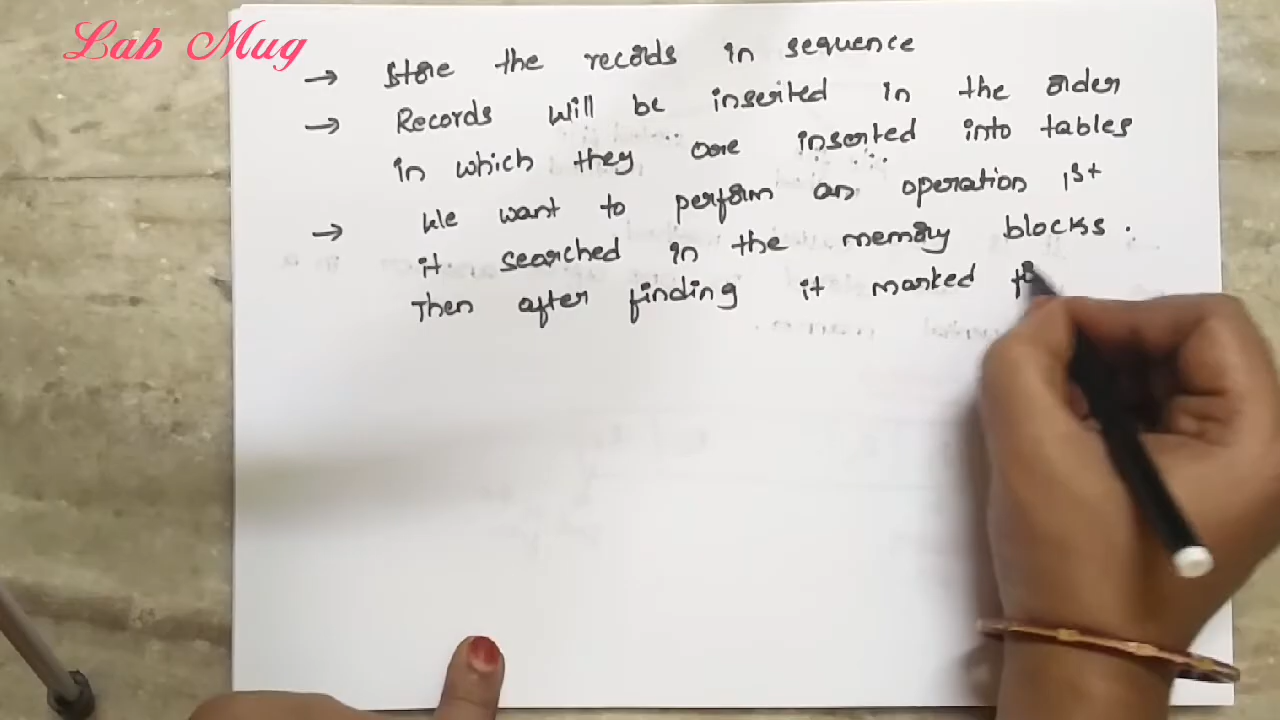 Lab Mug
→ Store the records in sequence
→ Records will be inserted in the order
in which they are inserted into tables
→ We want to perform an operation 1st
it searched in the memory blocks.
Then after finding it marked